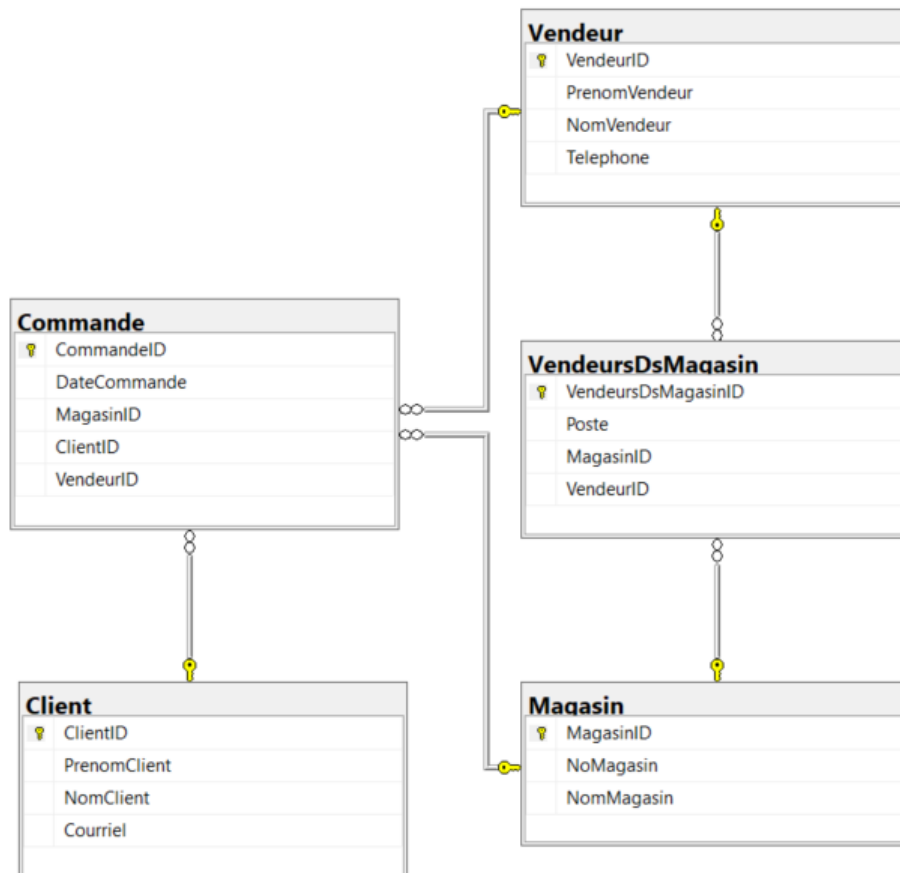 Vendeur
VendeurID
PrenomVendeur
NomVendeur
Telephone
Commande
CommandeID
DateCommande
MagasinID
ClientID
VendeurID
VendeursDsMagasin
VendeursDsMagasinID
Poste
MagasinID
VendeurID
Client
ClientID
PrenomClient
NomClient
Courriel
Magasin
MagasinID
NoMagasin
NomMagasin